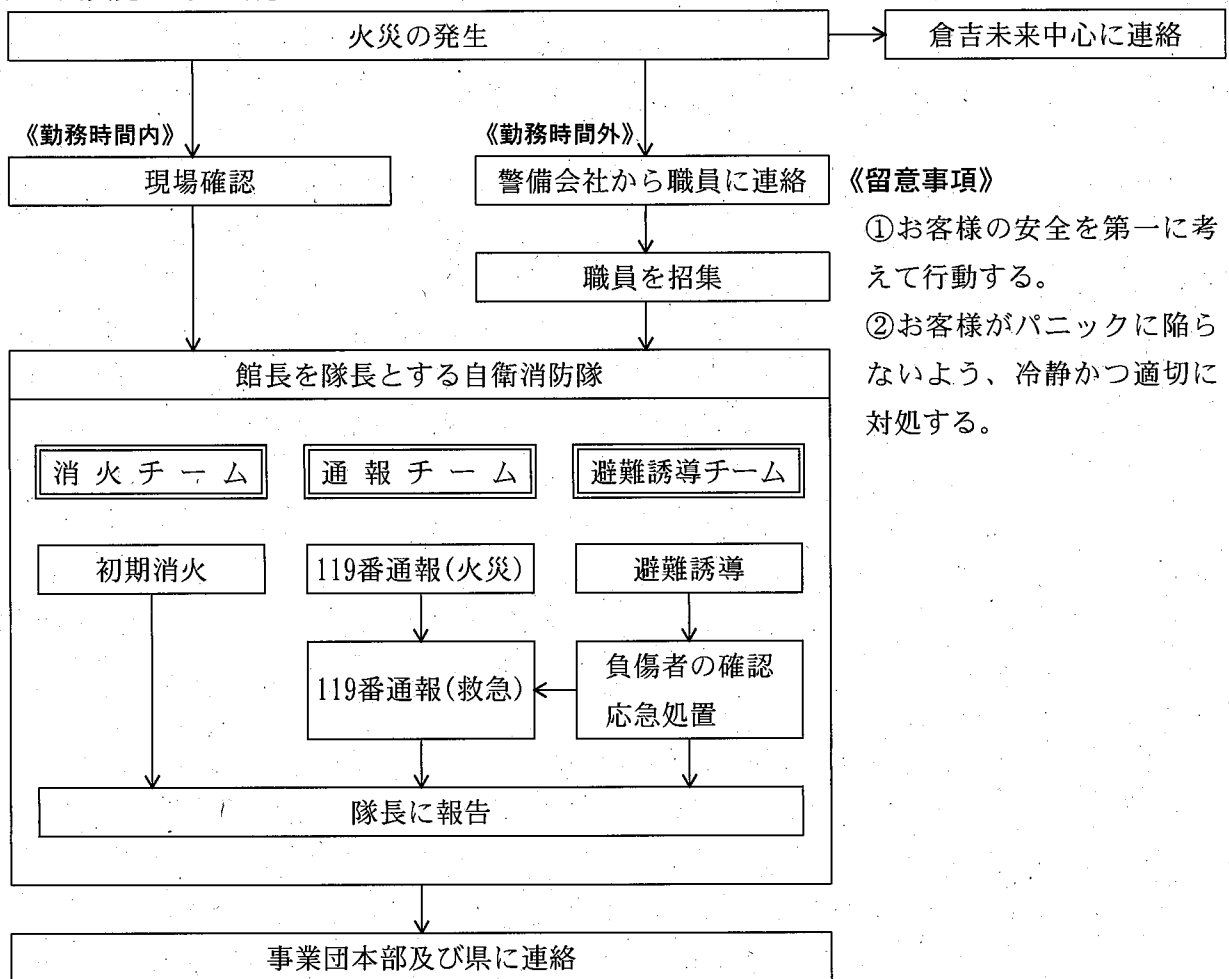 火災の発生
倉吉未来中心に連絡
《勤務時間内》
《勤務時間外》
現場確認
警備会社から職員に連絡
職員を招集
《留意事項》
①お客様の安全を第一に考
えて行動する。
②お客様がパニックに陥ら
ないよう、冷静かつ適切に
対処する。
館長を隊長とする自衛消防隊
消火チーム
通報チーム
避難誘導チーム
初期消火
119番通報(火災)
避難誘導
119番通報(救急)
負傷者の確認
応急処置
隊長に報告
事業団本部及び県に連絡